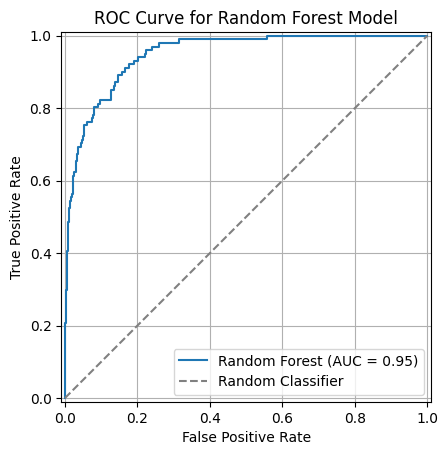 ROC Curve for Random Forest Model
True Positive Rate
1.0
0.8
0.6
0.4
0.2
0.0
Random Forest (AUC = 0.95)
Random Classifier
0.0 0.2 0.4 0.6 0.8 1.0
False Positive Rate